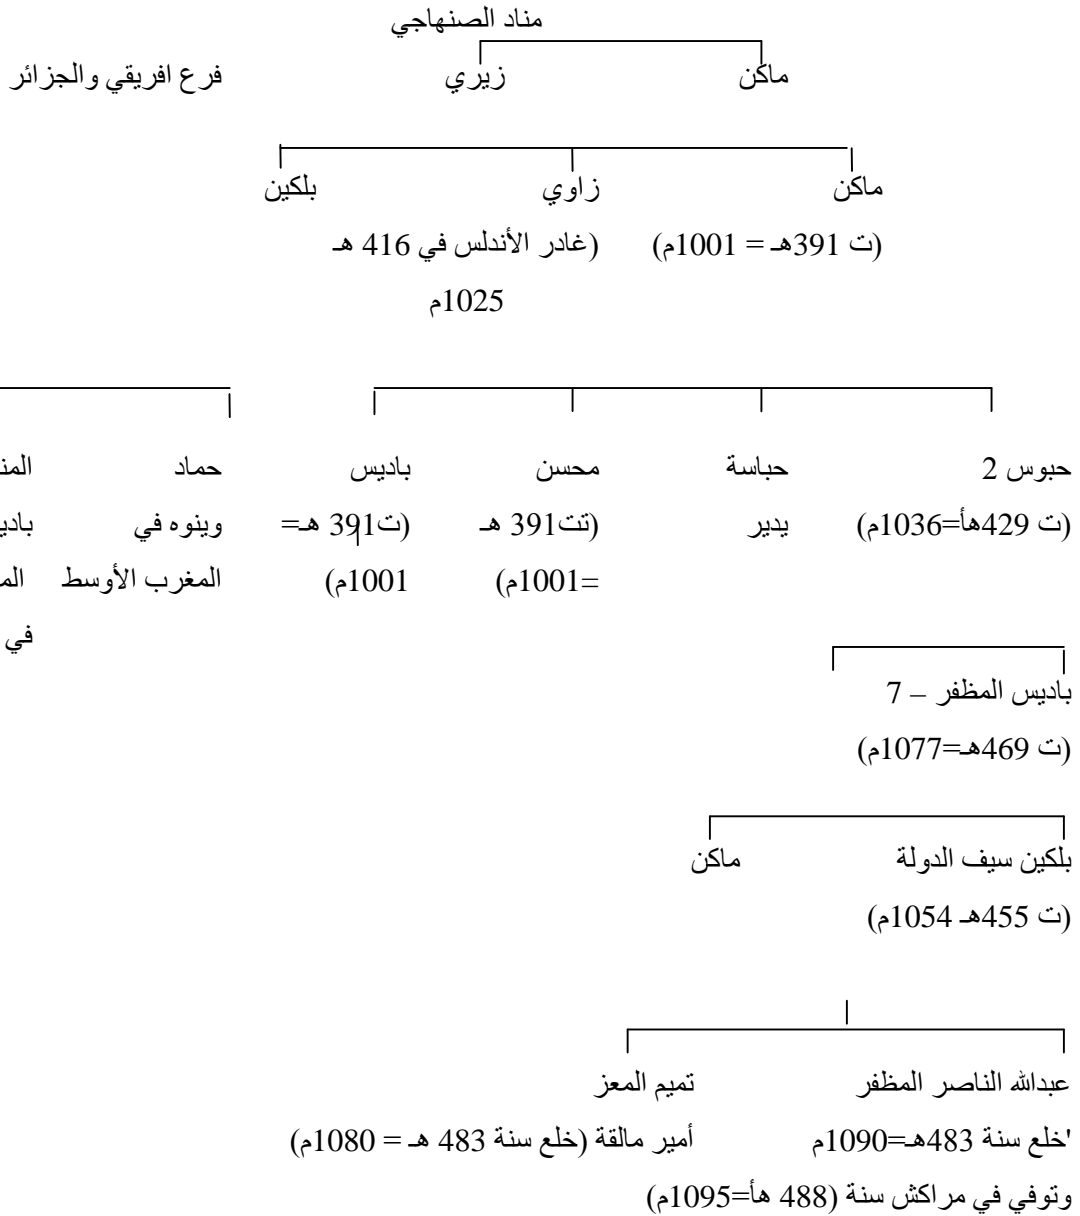 مناد الصنهاجي
ماكن زيري فرع افريقي والجزائر
ماكن زاوي بلكين
(ت 391هـ = 1001م) (غادر الأندلس في 416 هـ
1025م
حبوس 2 حباسة محسن باديس حماد
(ت 429هأ=1036م) يدير (تت391 هـ (ت391 هـ= وينوه في
=1001م) 1001م) المغرب الأوسط
في
باديس المظفر – 7
(ت 469هـ=1077م)
بلكين سيف الدولة ماكن
(ت 455هـ 1054م)
عبدالله الناصر المظفر تميم المعز
'خلع سنة 483هـ=1090م أمير مالقة (خلع سنة 483 هـ = 1080م)
وتوفي في مراكش سنة (488 هأ=1095م)